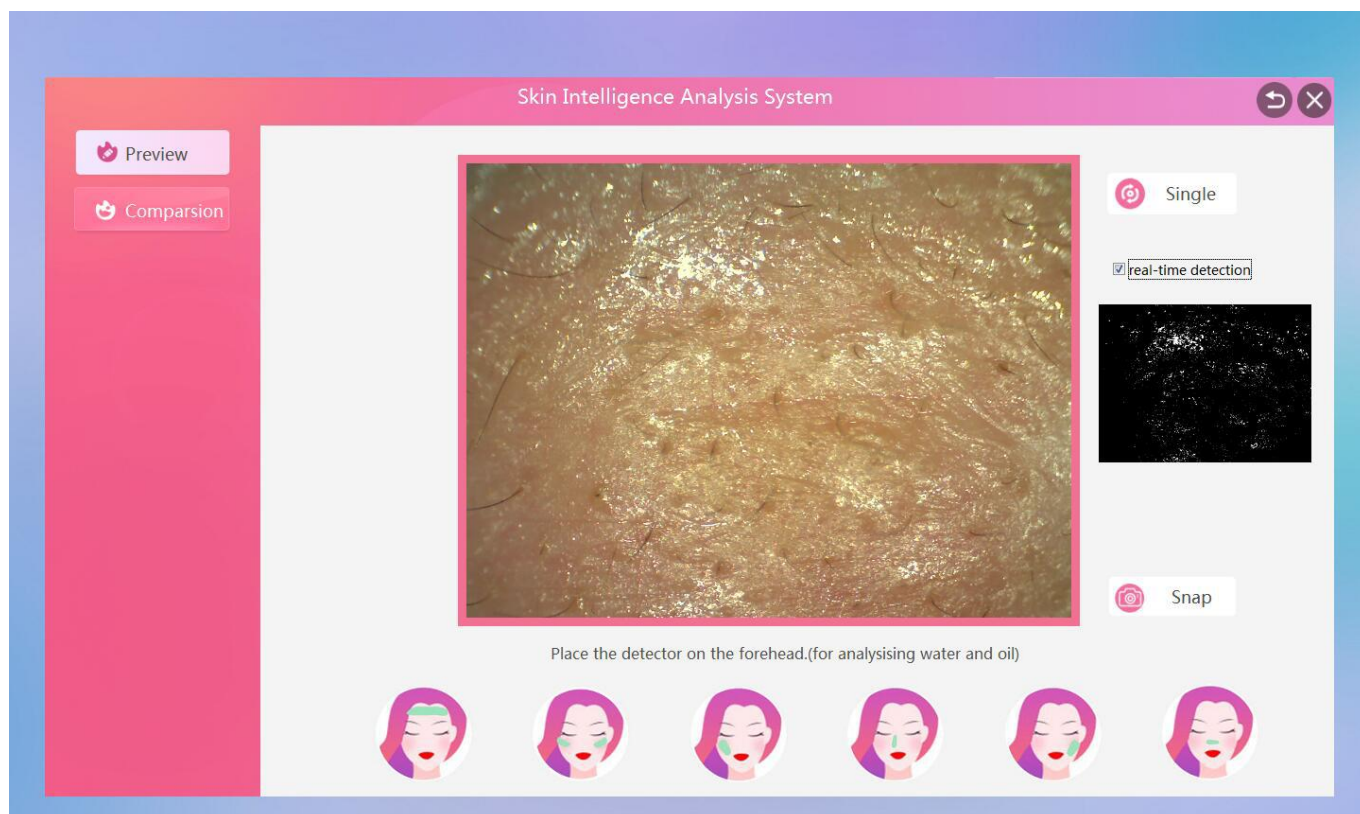 Skin Intelligence Analysis System
Preview
Comparsion
Single
real-time detection
Snap
Place the detector on the forehead.(for analysising water and oil)